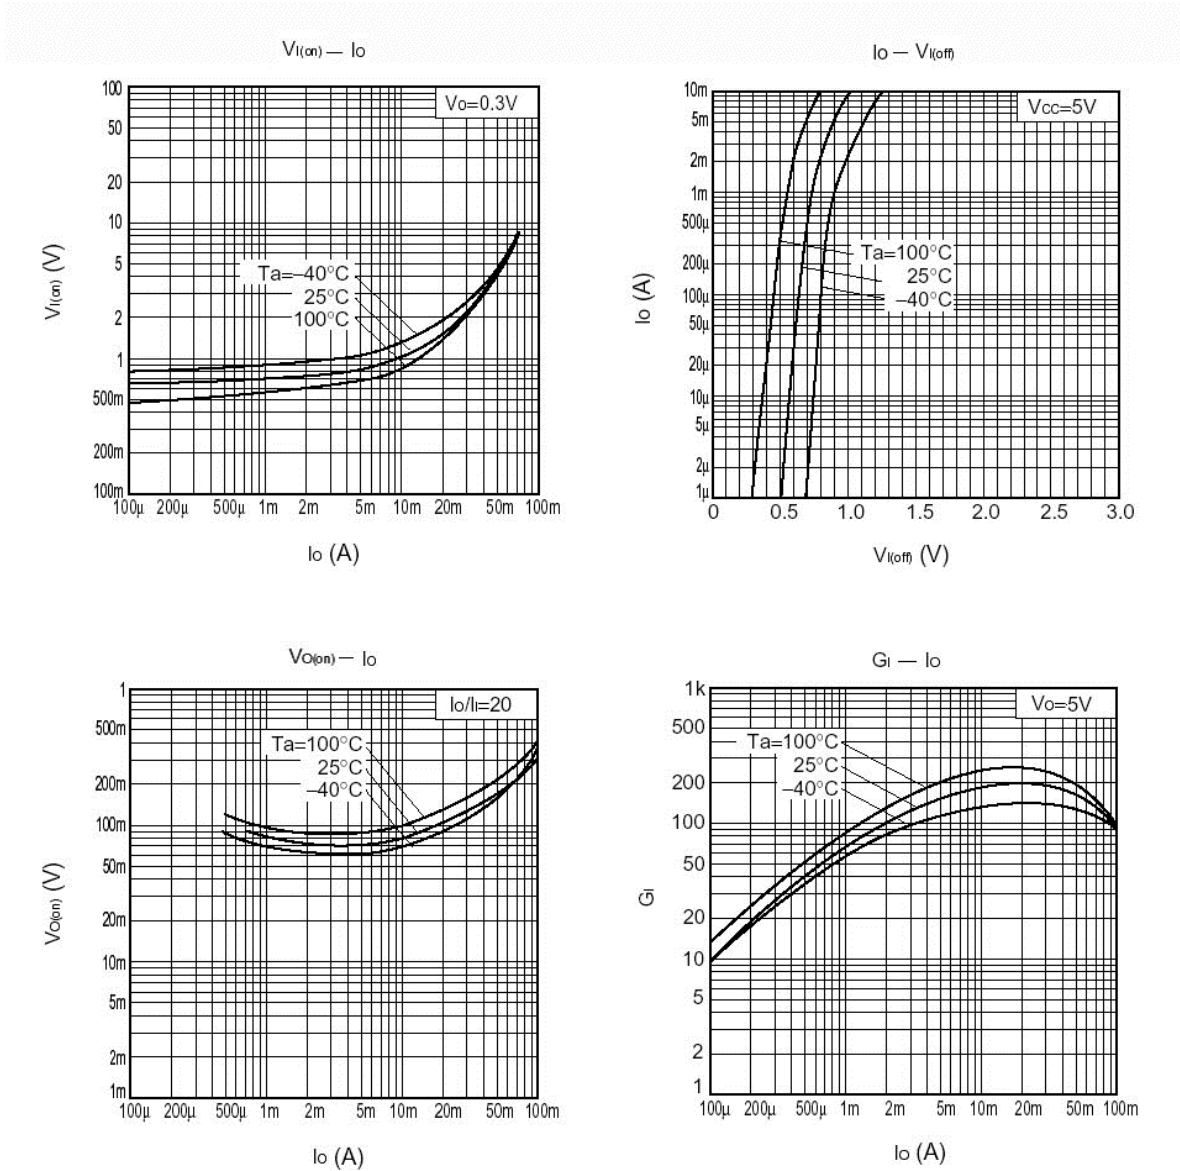 VI(on) — IO
VO=0.3V
100
50
20
10
5
2
1
500m
200m
100m
VI(on) (V)
Ta=–40°C
25°C
100°C
100μ 200μ 500μ 1m 2m 5m 10m 20m 50m 100m
IO (A)
IO – VI(off)
VCC=5V
10m
5m
2m
1m
500μ
200μ
100μ
50μ
20μ
10μ
5μ
2μ
1μ
IO (A)
Ta=100°C
25°C
–40°C
0 0.5 1.0 1.5 2.0 2.5 3.0
VI(off) (V)
VO(on) — IO
IO/II=20
1
500m
200m
100m
50m
20m
10m
5m
2m
1m
VO(on) (V)
Ta=100°C
25°C
–40°C
100μ 200μ 500μ 1m 2m 5m 10m 20m 50m 100m
IO (A)
GI — IO
VO=5V
1k
500
200
100
50
20
10
5
2
1
GI
Ta=100°C
25°C
–40°C
100μ 200μ 500μ 1m 2m 5m 10m 20m 50m 100m
IO (A)